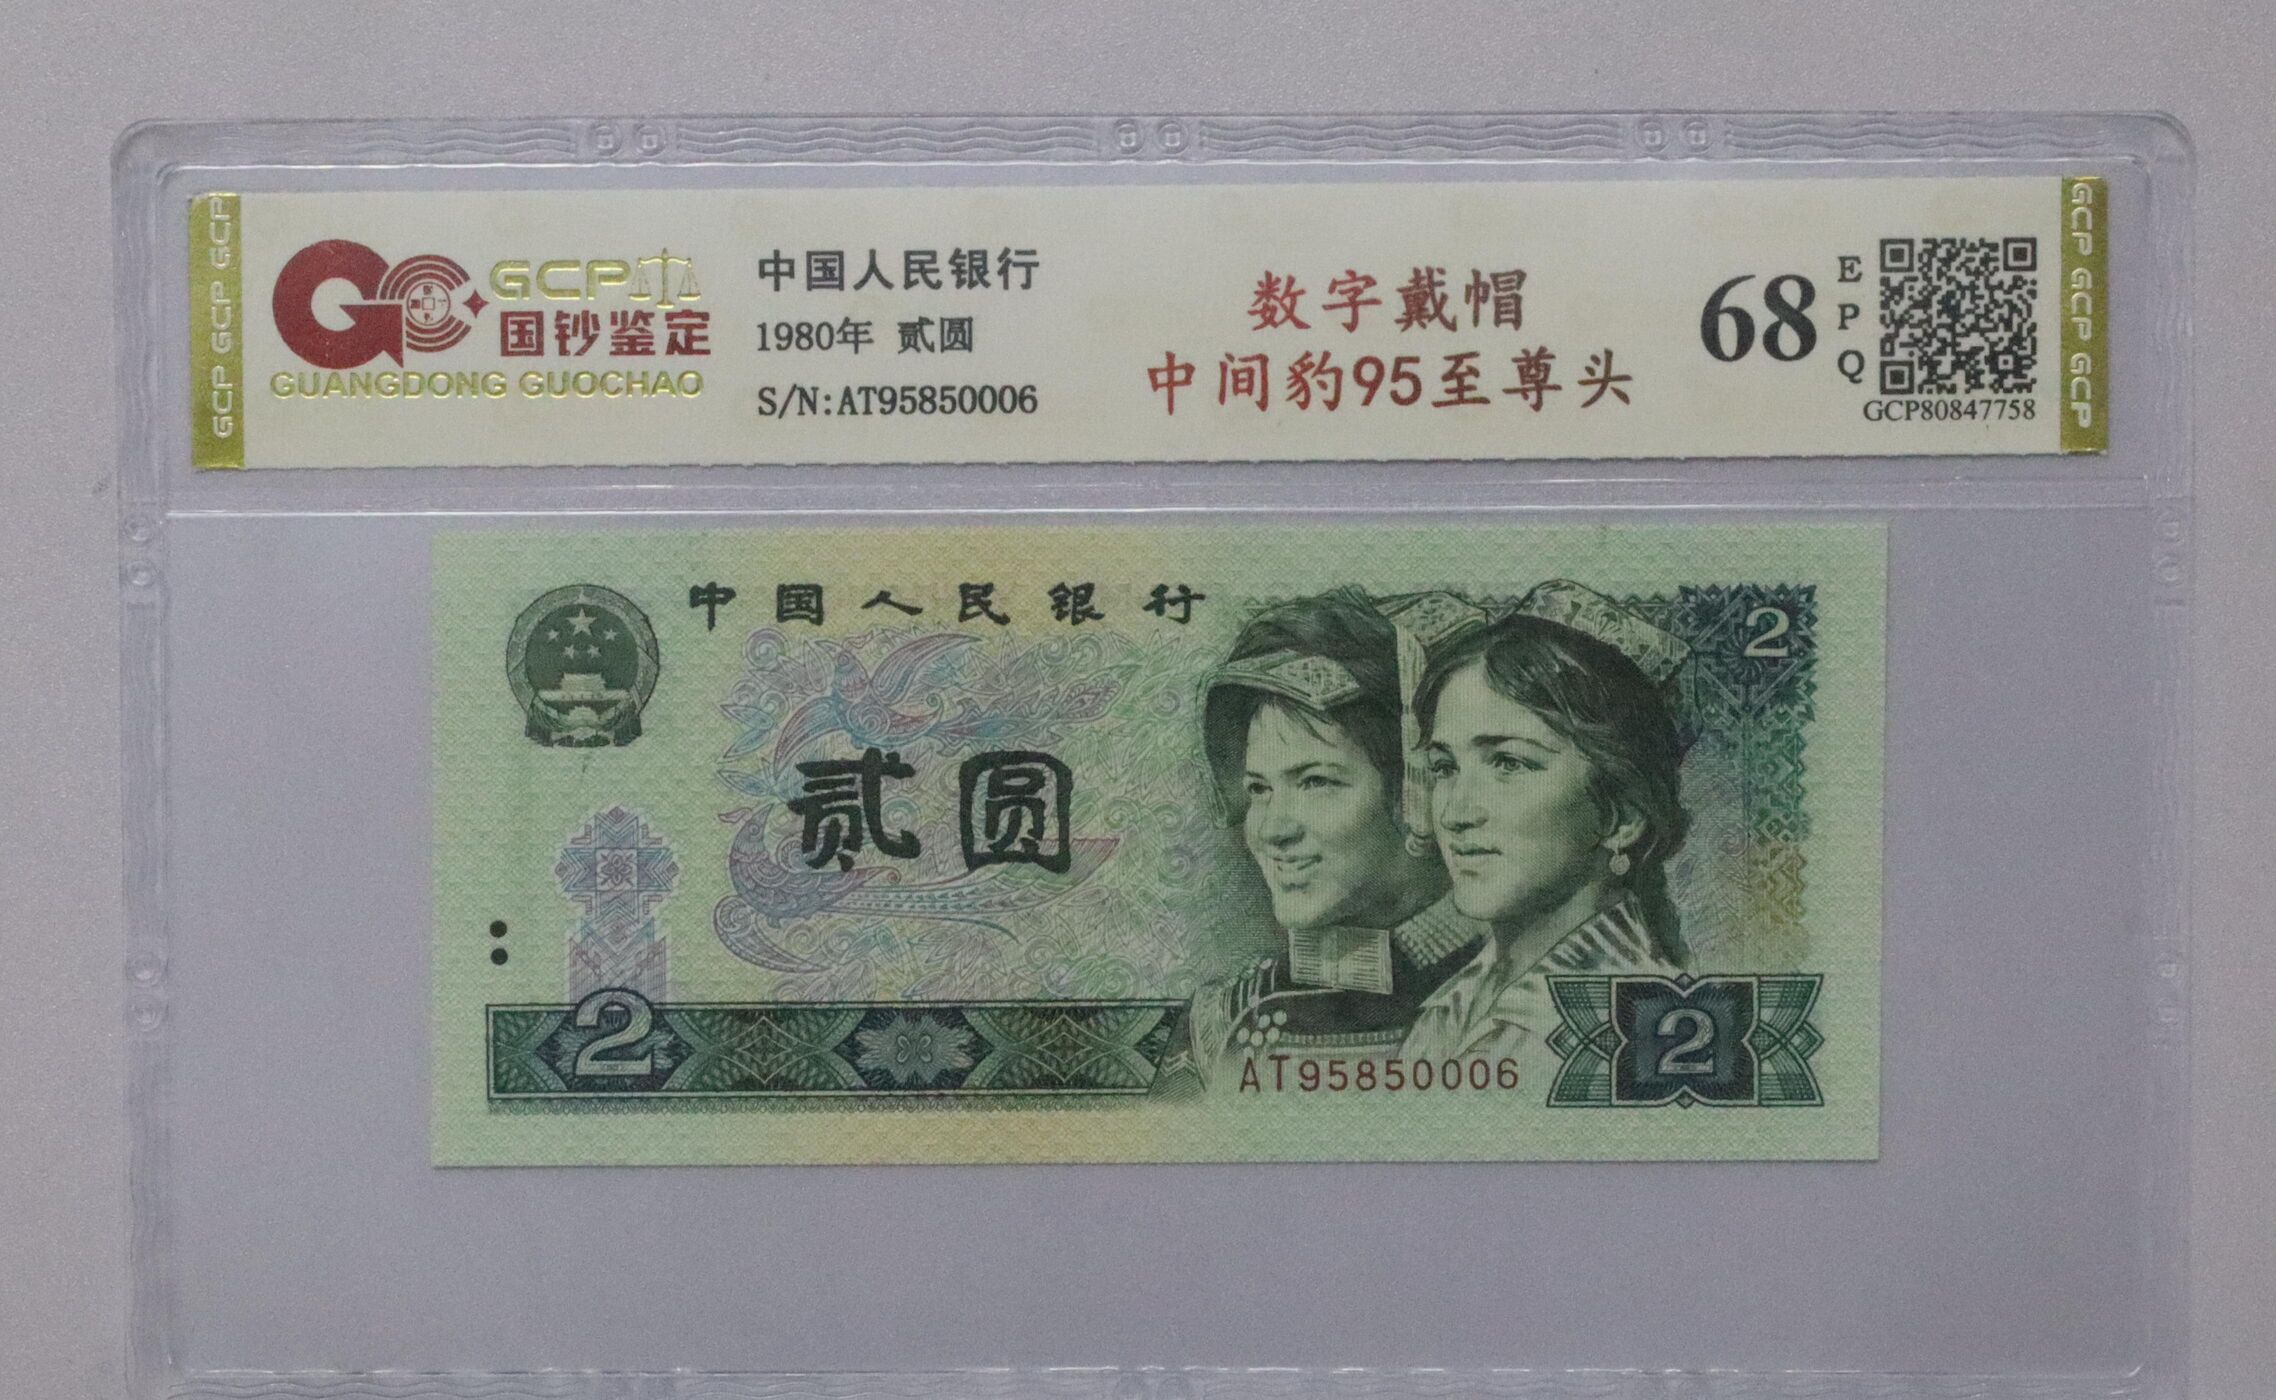 GCP GCP GCP
GCP
国钞鉴定
GUANGDONG GUOCHAO
中国人民银行
1980年 贰圆
S/N:AT95850006
数字戴帽
中间豹95至尊头
68
EPQ
GCP80847758
GCP GCP GCP
中国人民银行
2
贰圆
2
2
AT95850006